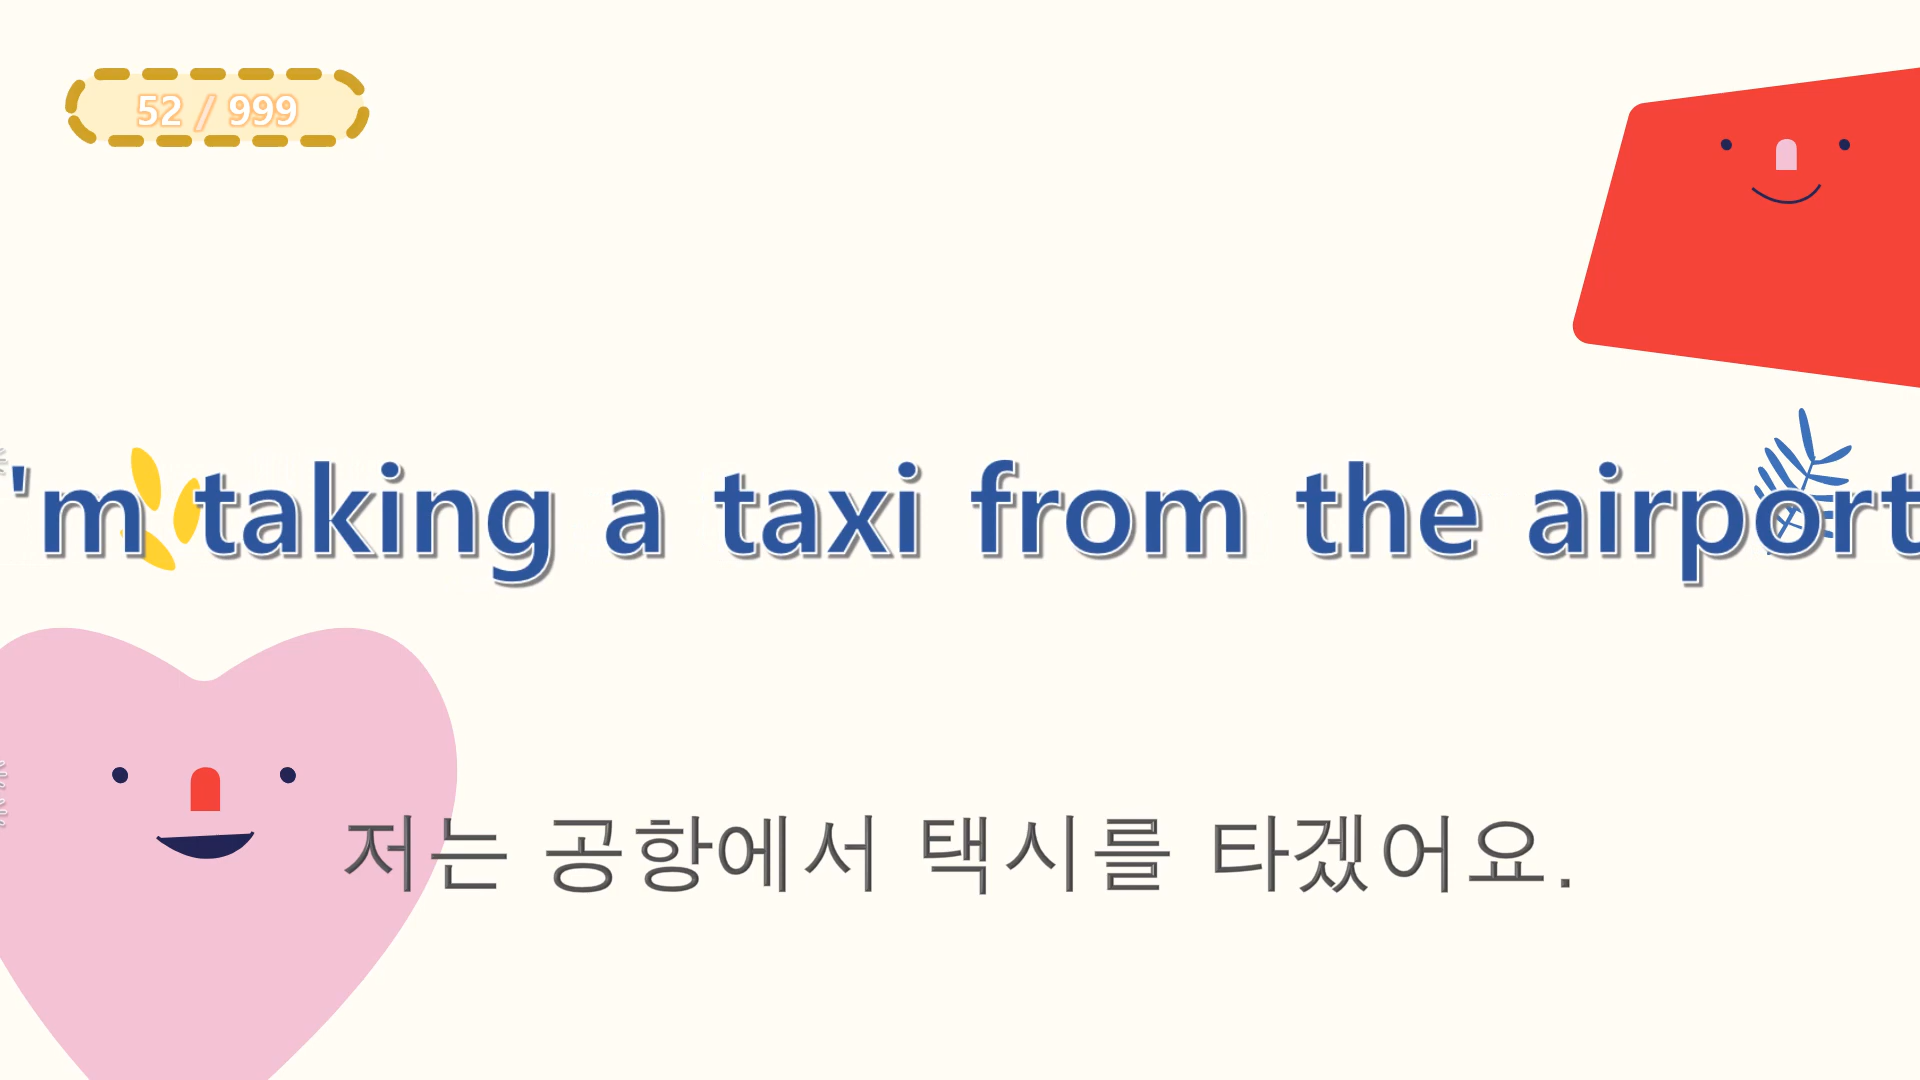 52 / 999
'm taking a taxi from the airport
저는 공항에서 택시를 타겠어요.